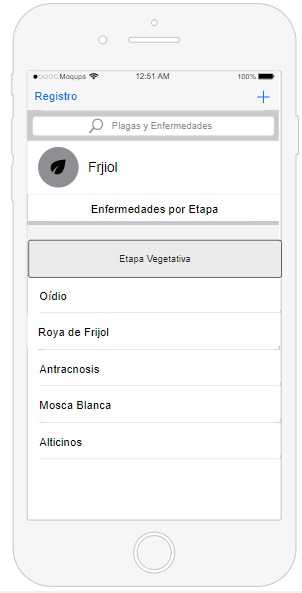 Moqups 12:51 AM 100%
Registro +
Plagas y Enfermedades
Frjiol
Enfermedades por Etapa
Etapa Vegetativa
Oídio
Roya de Frijol
Antracnosis
Mosca Blanca
Alticinos